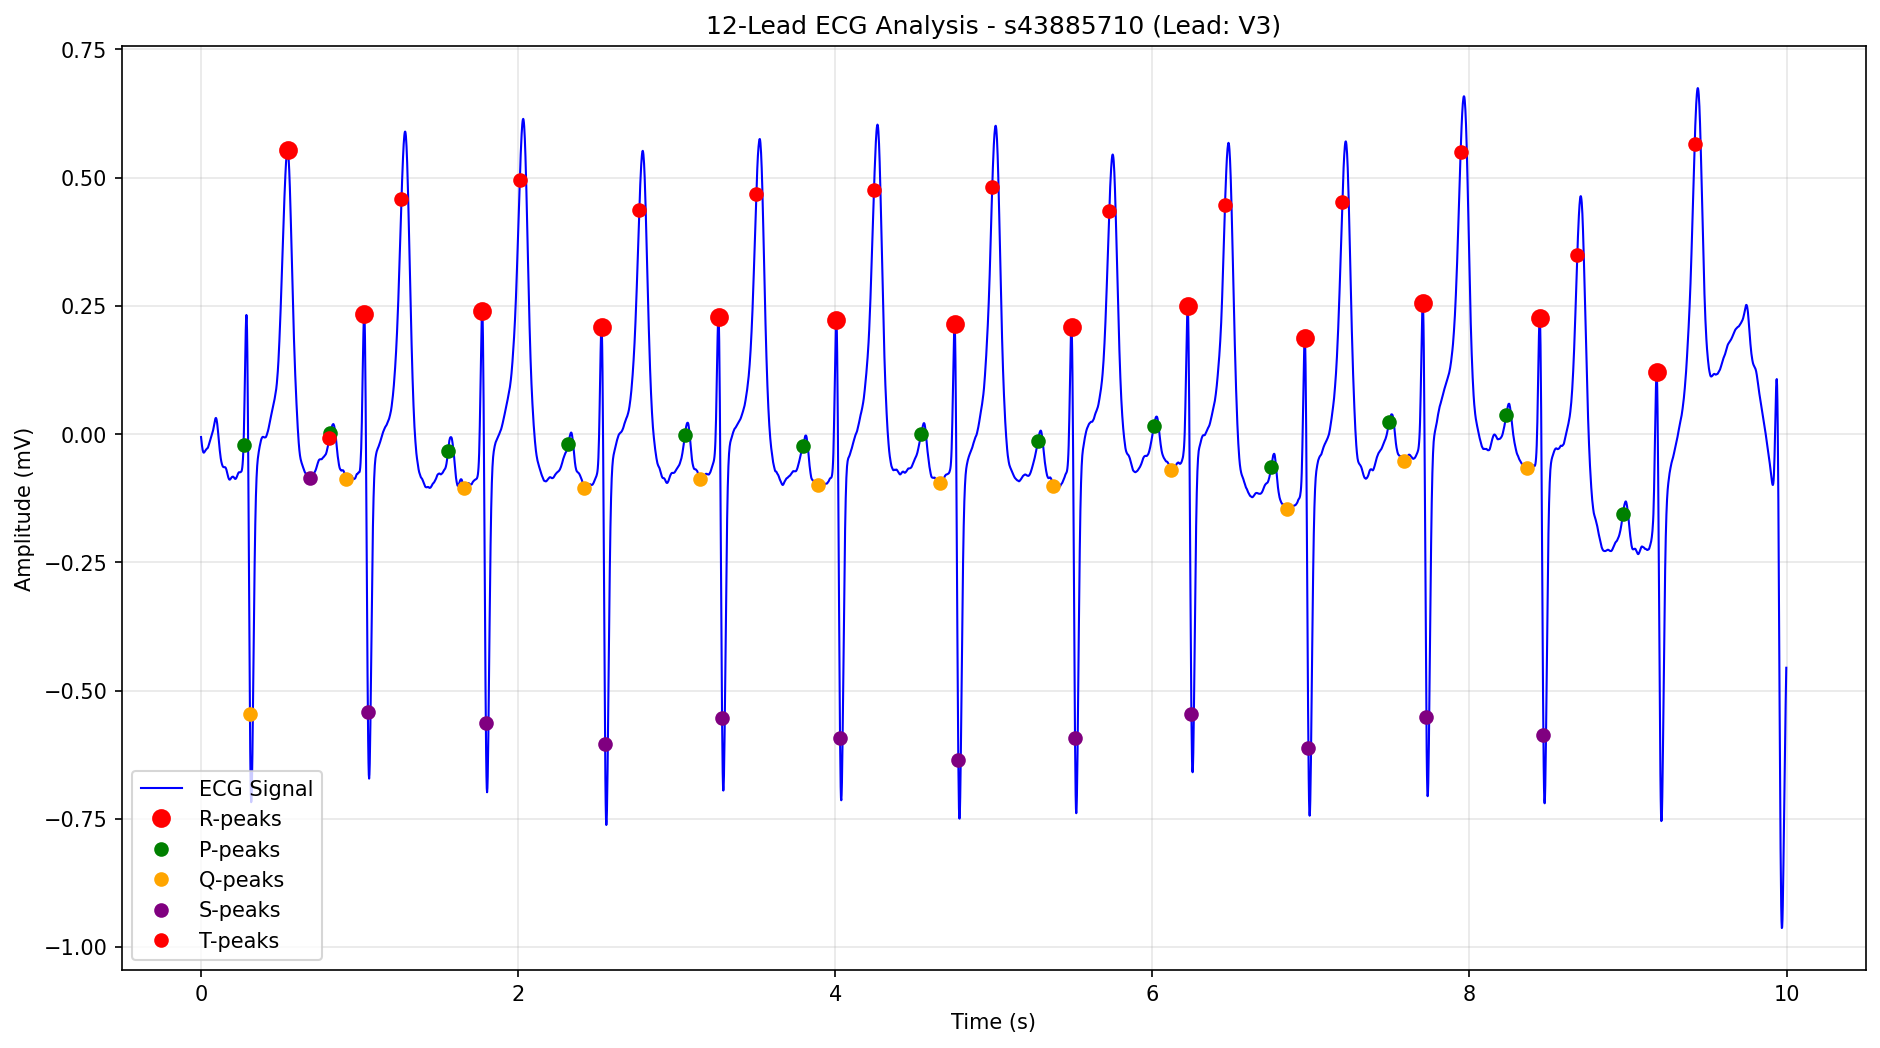 12-Lead ECG Analysis - s43885710 (Lead: V3)
Amplitude (mV)
0.75
0.50
0.25
0.00
−0.25
−0.50
−0.75
−1.00
ECG Signal
R-peaks
P-peaks
Q-peaks
S-peaks
T-peaks
0 2 4 6 8 10
Time (s)